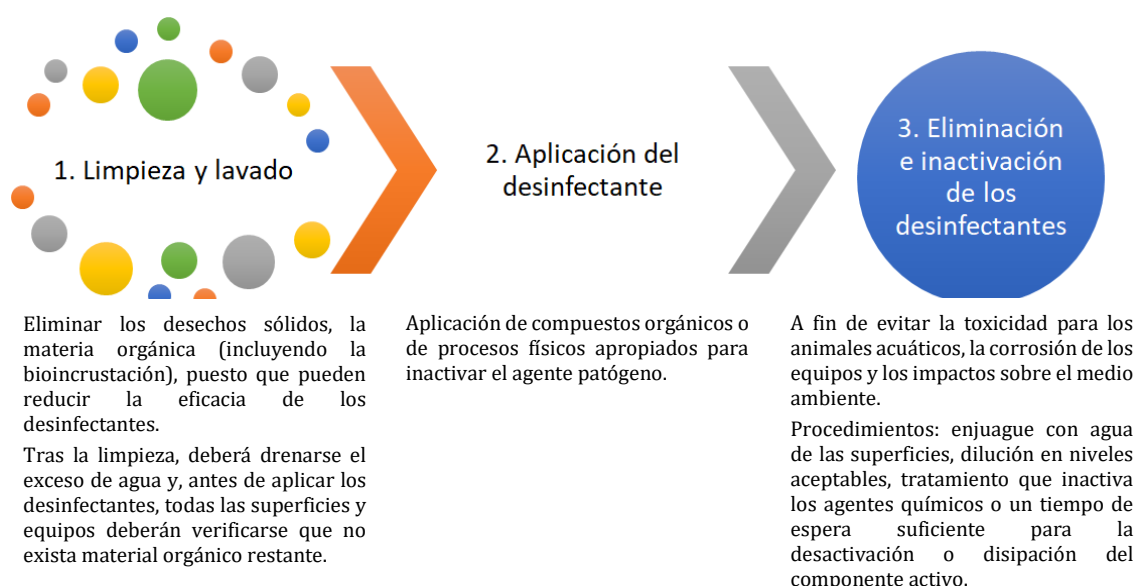 1. Limpieza y lavado
2. Aplicación del
desinfectante
3. Eliminación
e inactivación
de los
desinfectantes
Eliminar los desechos sólidos, la
materia orgánica (incluyendo la
bioincrustación), puesto que pueden
reducir la eficacia de los
desinfectantes.
Tras la limpieza, deberá drenarse el
exceso de agua y, antes de aplicar los
desinfectantes, todas las superficies y
equipos deberán verificarse que no
exista material orgánico restante.
Aplicación de compuestos orgánicos o
de procesos físicos apropiados para
inactivar el agente patógeno.
A fin de evitar la toxicidad para los
animales acuáticos, la corrosión de los
equipos y los impactos sobre el medio
ambiente.
Procedimientos: enjuague con agua
de las superficies, dilución en niveles
aceptables, tratamiento que inactiva
los agentes químicos o un tiempo de
espera suficiente para la
desactivación o disipación del
componente activo.